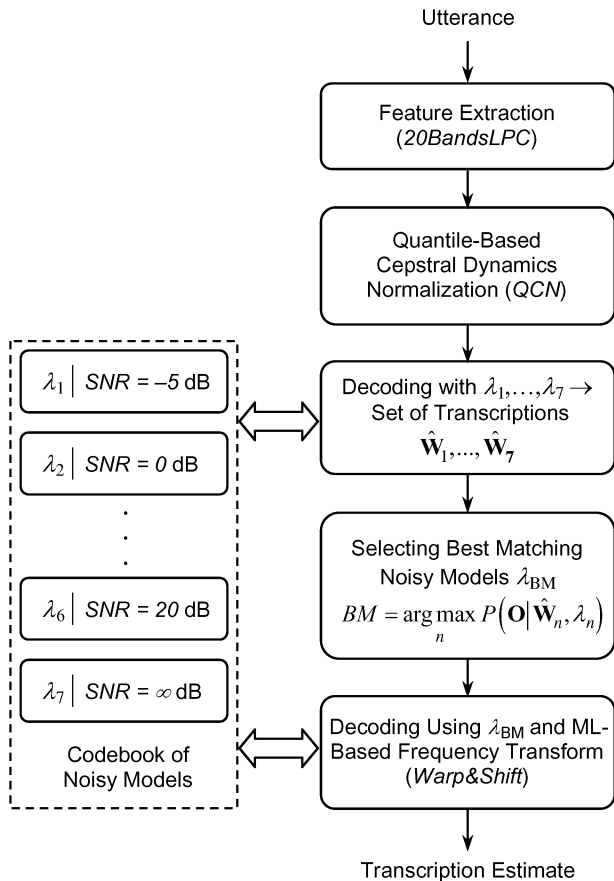 Utterance
Feature Extraction
(20BandsLPC)
Quantile-Based
Cepstral Dynamics
Normalization (QCN)
Decoding with λ1,…,λ7 →
Set of Transcriptions
Ŵ1,..., Ŵ7
Selecting Best Matching
Noisy Models λBM
BM = arg max P(O|Ŵn, λn)
n
Decoding Using λBM and ML-
Based Frequency Transform
(Warp&Shift)
Transcription Estimate
λ1 | SNR = –5 dB
λ2 | SNR = 0 dB
.
.
.
λ6 | SNR = 20 dB
λ7 | SNR = ∞ dB
Codebook of
Noisy Models